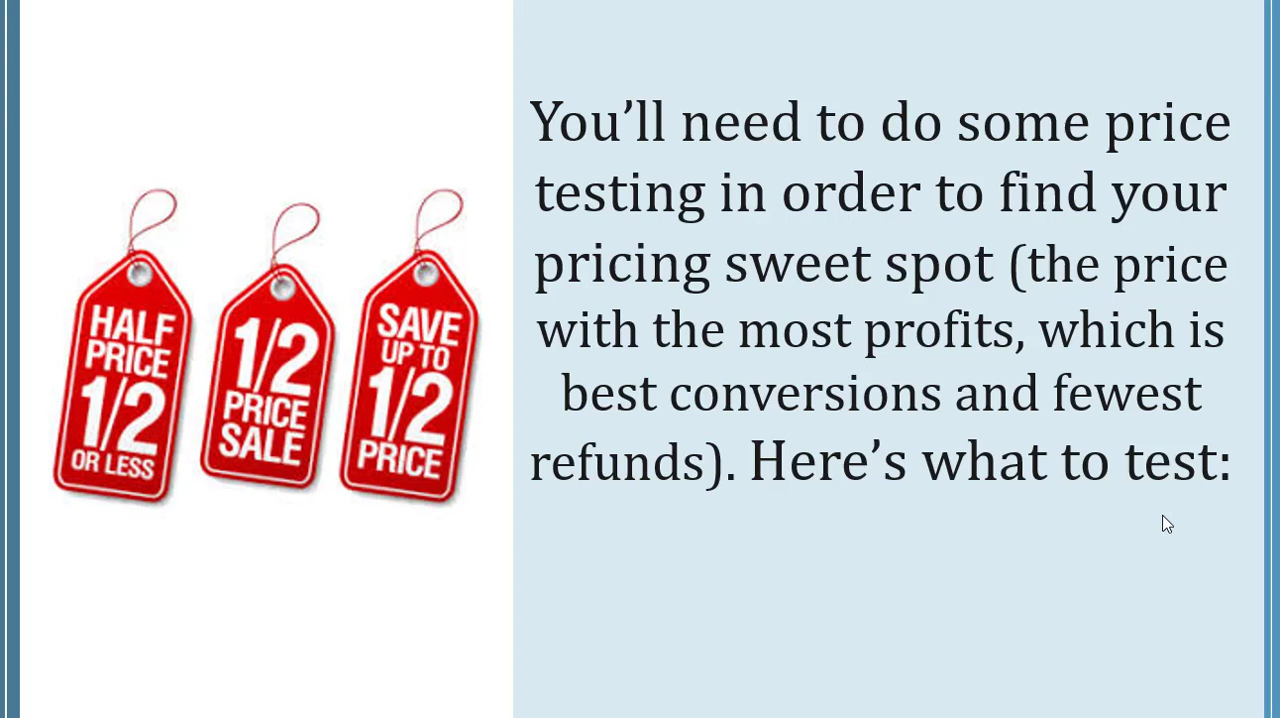 HALF
PRICE
1/2
OR LESS
1/2
PRICE
SALE
SAVE
UP TO
1/2
PRICE
You’ll need to do some price
testing in order to find your
pricing sweet spot (the price
with the most profits, which is
best conversions and fewest
refunds). Here’s what to test: